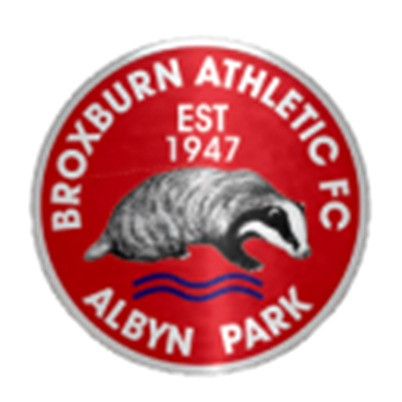 BROXBURN ATHLETIC FC
EST
1947
ALBYN PARK